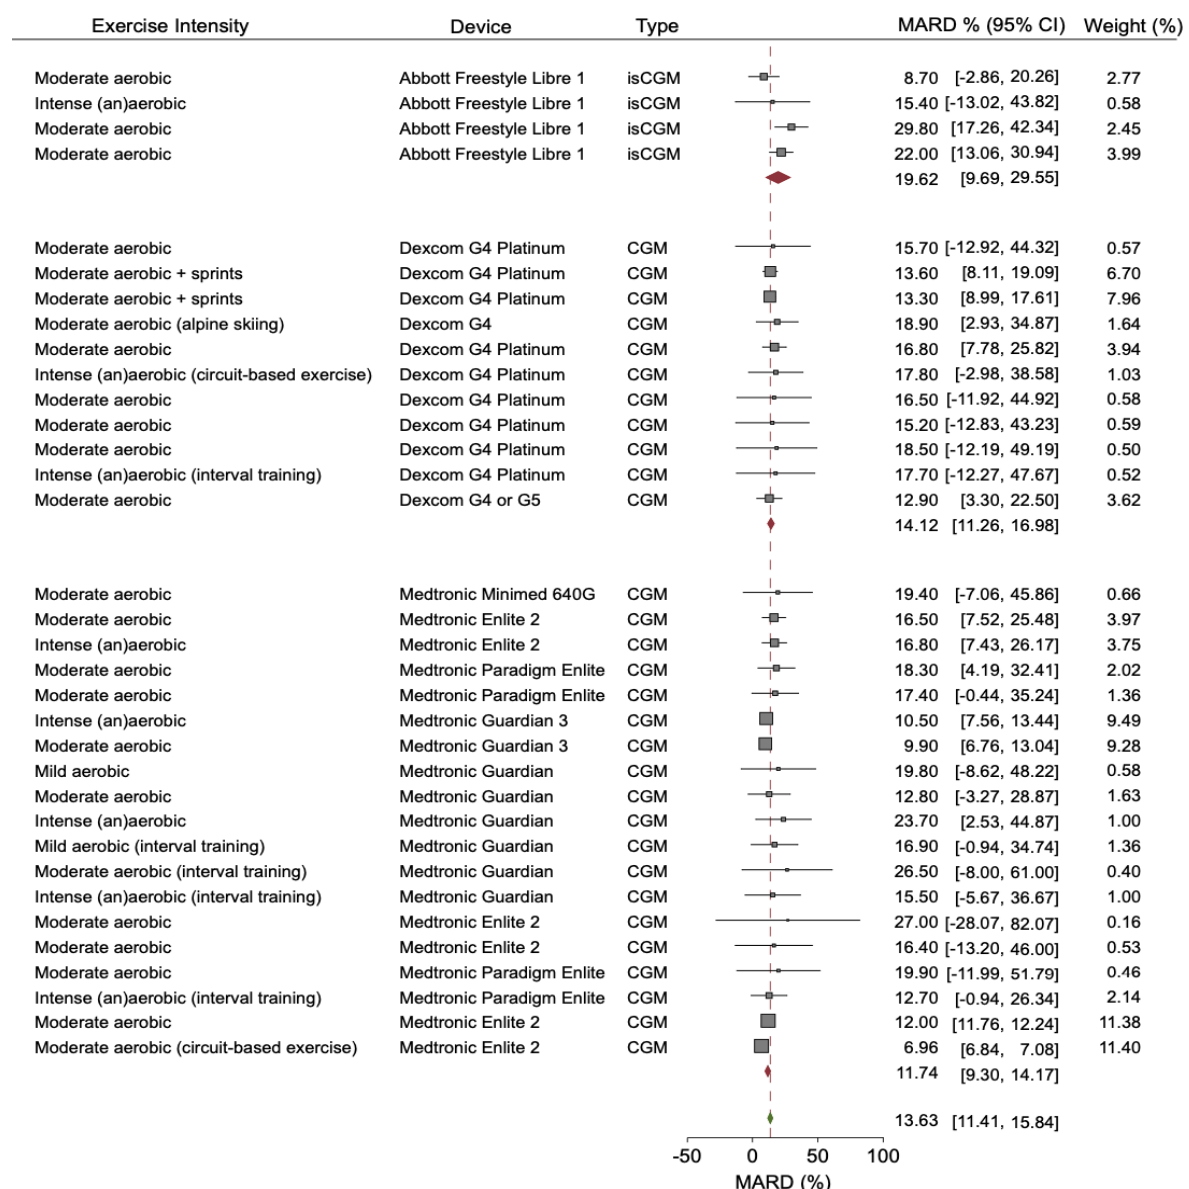 Exercise Intensity Device Type MARD % (95% CI) Weight (%)
Moderate aerobic Abbott Freestyle Libre 1 isCGM 8.70 [-2.86, 20.26] 2.77
Intense (an)aerobic Abbott Freestyle Libre 1 isCGM 15.40 [-13.02, 43.82] 0.58
Moderate aerobic Abbott Freestyle Libre 1 isCGM 29.80 [17.26, 42.34] 2.45
Moderate aerobic Abbott Freestyle Libre 1 isCGM 22.00 [13.06, 30.94] 3.99
19.62 [9.69, 29.55]
Moderate aerobic Dexcom G4 Platinum CGM 15.70 [-12.92, 44.32] 0.57
Moderate aerobic + sprints Dexcom G4 Platinum CGM 13.60 [8.11, 19.09] 6.70
Moderate aerobic + sprints Dexcom G4 Platinum CGM 13.30 [8.99, 17.61] 7.96
Moderate aerobic (alpine skiing) Dexcom G4 CGM 18.90 [2.93, 34.87] 1.64
Moderate aerobic Dexcom G4 Platinum CGM 16.80 [7.78, 25.82] 3.94
Intense (an)aerobic (circuit-based exercise) Dexcom G4 Platinum CGM 17.80 [-2.98, 38.58] 1.03
Moderate aerobic Dexcom G4 Platinum CGM 16.50 [-11.92, 44.92] 0.58
Moderate aerobic Dexcom G4 Platinum CGM 15.20 [-12.83, 43.23] 0.59
Moderate aerobic Dexcom G4 Platinum CGM 18.50 [-12.19, 49.19] 0.50
Intense (an)aerobic (interval training) Dexcom G4 Platinum CGM 17.70 [-12.27, 47.67] 0.52
Moderate aerobic Dexcom G4 or G5 CGM 12.90 [3.30, 22.50] 3.62
14.12 [11.26, 16.98]
Moderate aerobic Medtronic Minimed 640G CGM 19.40 [-7.06, 45.86] 0.66
Moderate aerobic Medtronic Enlite 2 CGM 16.50 [7.52, 25.48] 3.97
Intense (an)aerobic Medtronic Enlite 2 CGM 16.80 [7.43, 26.17] 3.75
Moderate aerobic Medtronic Paradigm Enlite CGM 18.30 [4.19, 32.41] 2.02
Moderate aerobic Medtronic Paradigm Enlite CGM 17.40 [-0.44, 35.24] 1.36
Intense (an)aerobic Medtronic Guardian 3 CGM 10.50 [7.56, 13.44] 9.49
Moderate aerobic Medtronic Guardian 3 CGM 9.90 [6.76, 13.04] 9.28
Mild aerobic Medtronic Guardian CGM 19.80 [-8.62, 48.22] 0.58
Moderate aerobic Medtronic Guardian CGM 12.80 [-3.27, 28.87] 1.63
Intense (an)aerobic Medtronic Guardian CGM 23.70 [2.53, 44.87] 1.00
Mild aerobic (interval training) Medtronic Guardian CGM 16.90 [-0.94, 34.74] 1.36
Moderate aerobic (interval training) Medtronic Guardian CGM 26.50 [-8.00, 61.00] 0.40
Intense (an)aerobic (interval training) Medtronic Guardian CGM 15.50 [-5.67, 36.67] 1.00
Moderate aerobic Medtronic Enlite 2 CGM 27.00 [-28.07, 82.07] 0.16
Moderate aerobic Medtronic Enlite 2 CGM 16.40 [-13.20, 46.00] 0.53
Moderate aerobic Medtronic Paradigm Enlite CGM 19.90 [-11.99, 51.79] 0.46
Intense (an)aerobic (interval training) Medtronic Paradigm Enlite CGM 12.70 [-0.94, 26.34] 2.14
Moderate aerobic Medtronic Enlite 2 CGM 12.00 [11.76, 12.24] 11.38
Moderate aerobic (circuit-based exercise) Medtronic Enlite 2 CGM 6.96 [6.84, 7.08] 11.40
11.74 [9.30, 14.17]
13.63 [11.41, 15.84]
-50 0 50 100
MARD (%)